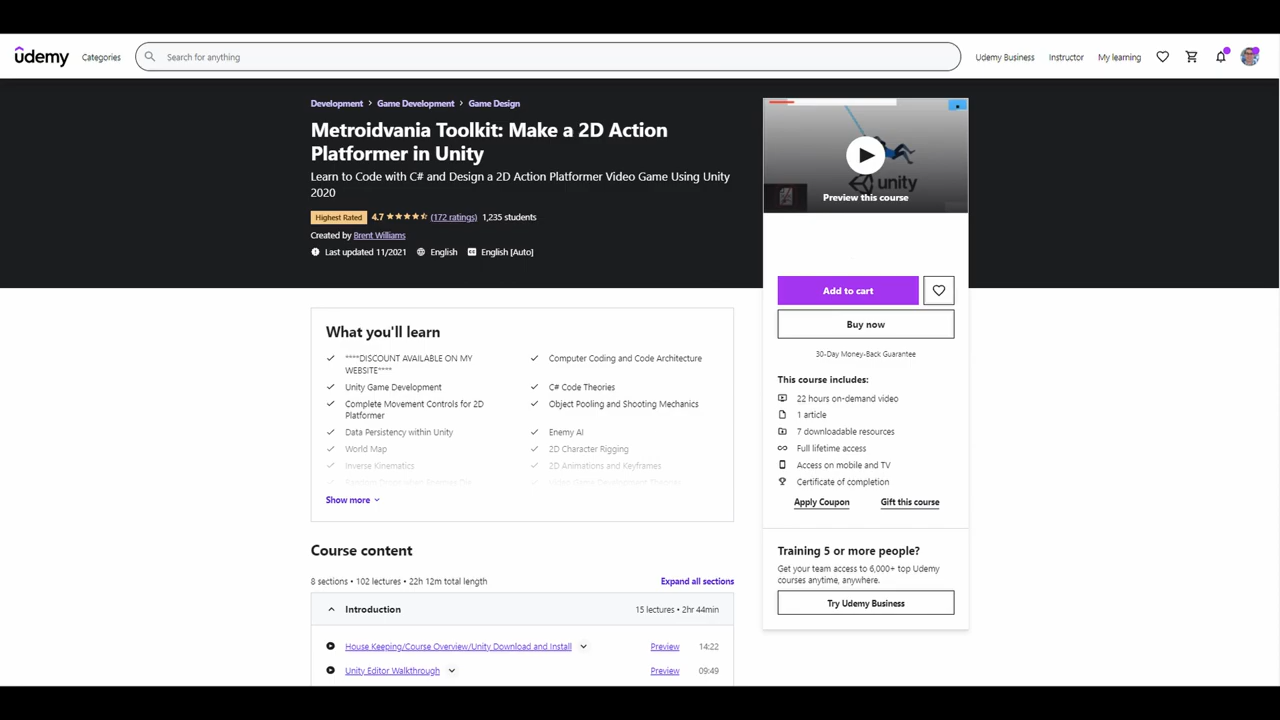 udemy
Categories
Search for anything
Udemy Business
Instructor
My learning
Development > Game Development > Game Design
Metroidvania Toolkit: Make a 2D Action
Platformer in Unity
Learn to Code with C# and Design a 2D Action Platformer Video Game Using Unity
2020
Highest Rated 4.7 (172 ratings) 1,235 students
Created by Brent Williams
Last updated 11/2021 English English [Auto]
unity
Preview this course
Add to cart
Buy now
30-Day Money-Back Guarantee
This course includes:
22 hours on-demand video
1 article
7 downloadable resources
Full lifetime access
Access on mobile and TV
Certificate of completion
Apply Coupon
Gift this course
Training 5 or more people?
Get your team access to 6,000+ top Udemy
courses anytime, anywhere.
Try Udemy Business
What you'll learn
****DISCOUNT AVAILABLE ON MY
WEBSITE****
Computer Coding and Code Architecture
Unity Game Development
C# Code Theories
Complete Movement Controls for 2D
Platformer
Object Pooling and Shooting Mechanics
Data Persistency within Unity
Enemy AI
World Map
2D Character Rigging
Inverse Kinematics
2D Animations and Keyframes
Show more
Course content
8 sections • 102 lectures • 22h 12m total length
Expand all sections
Introduction
15 lectures • 2hr 44min
House Keeping/Course Overview/Unity Download and Install
Preview
14:22
Unity Editor Walkthrough
Preview
09:49